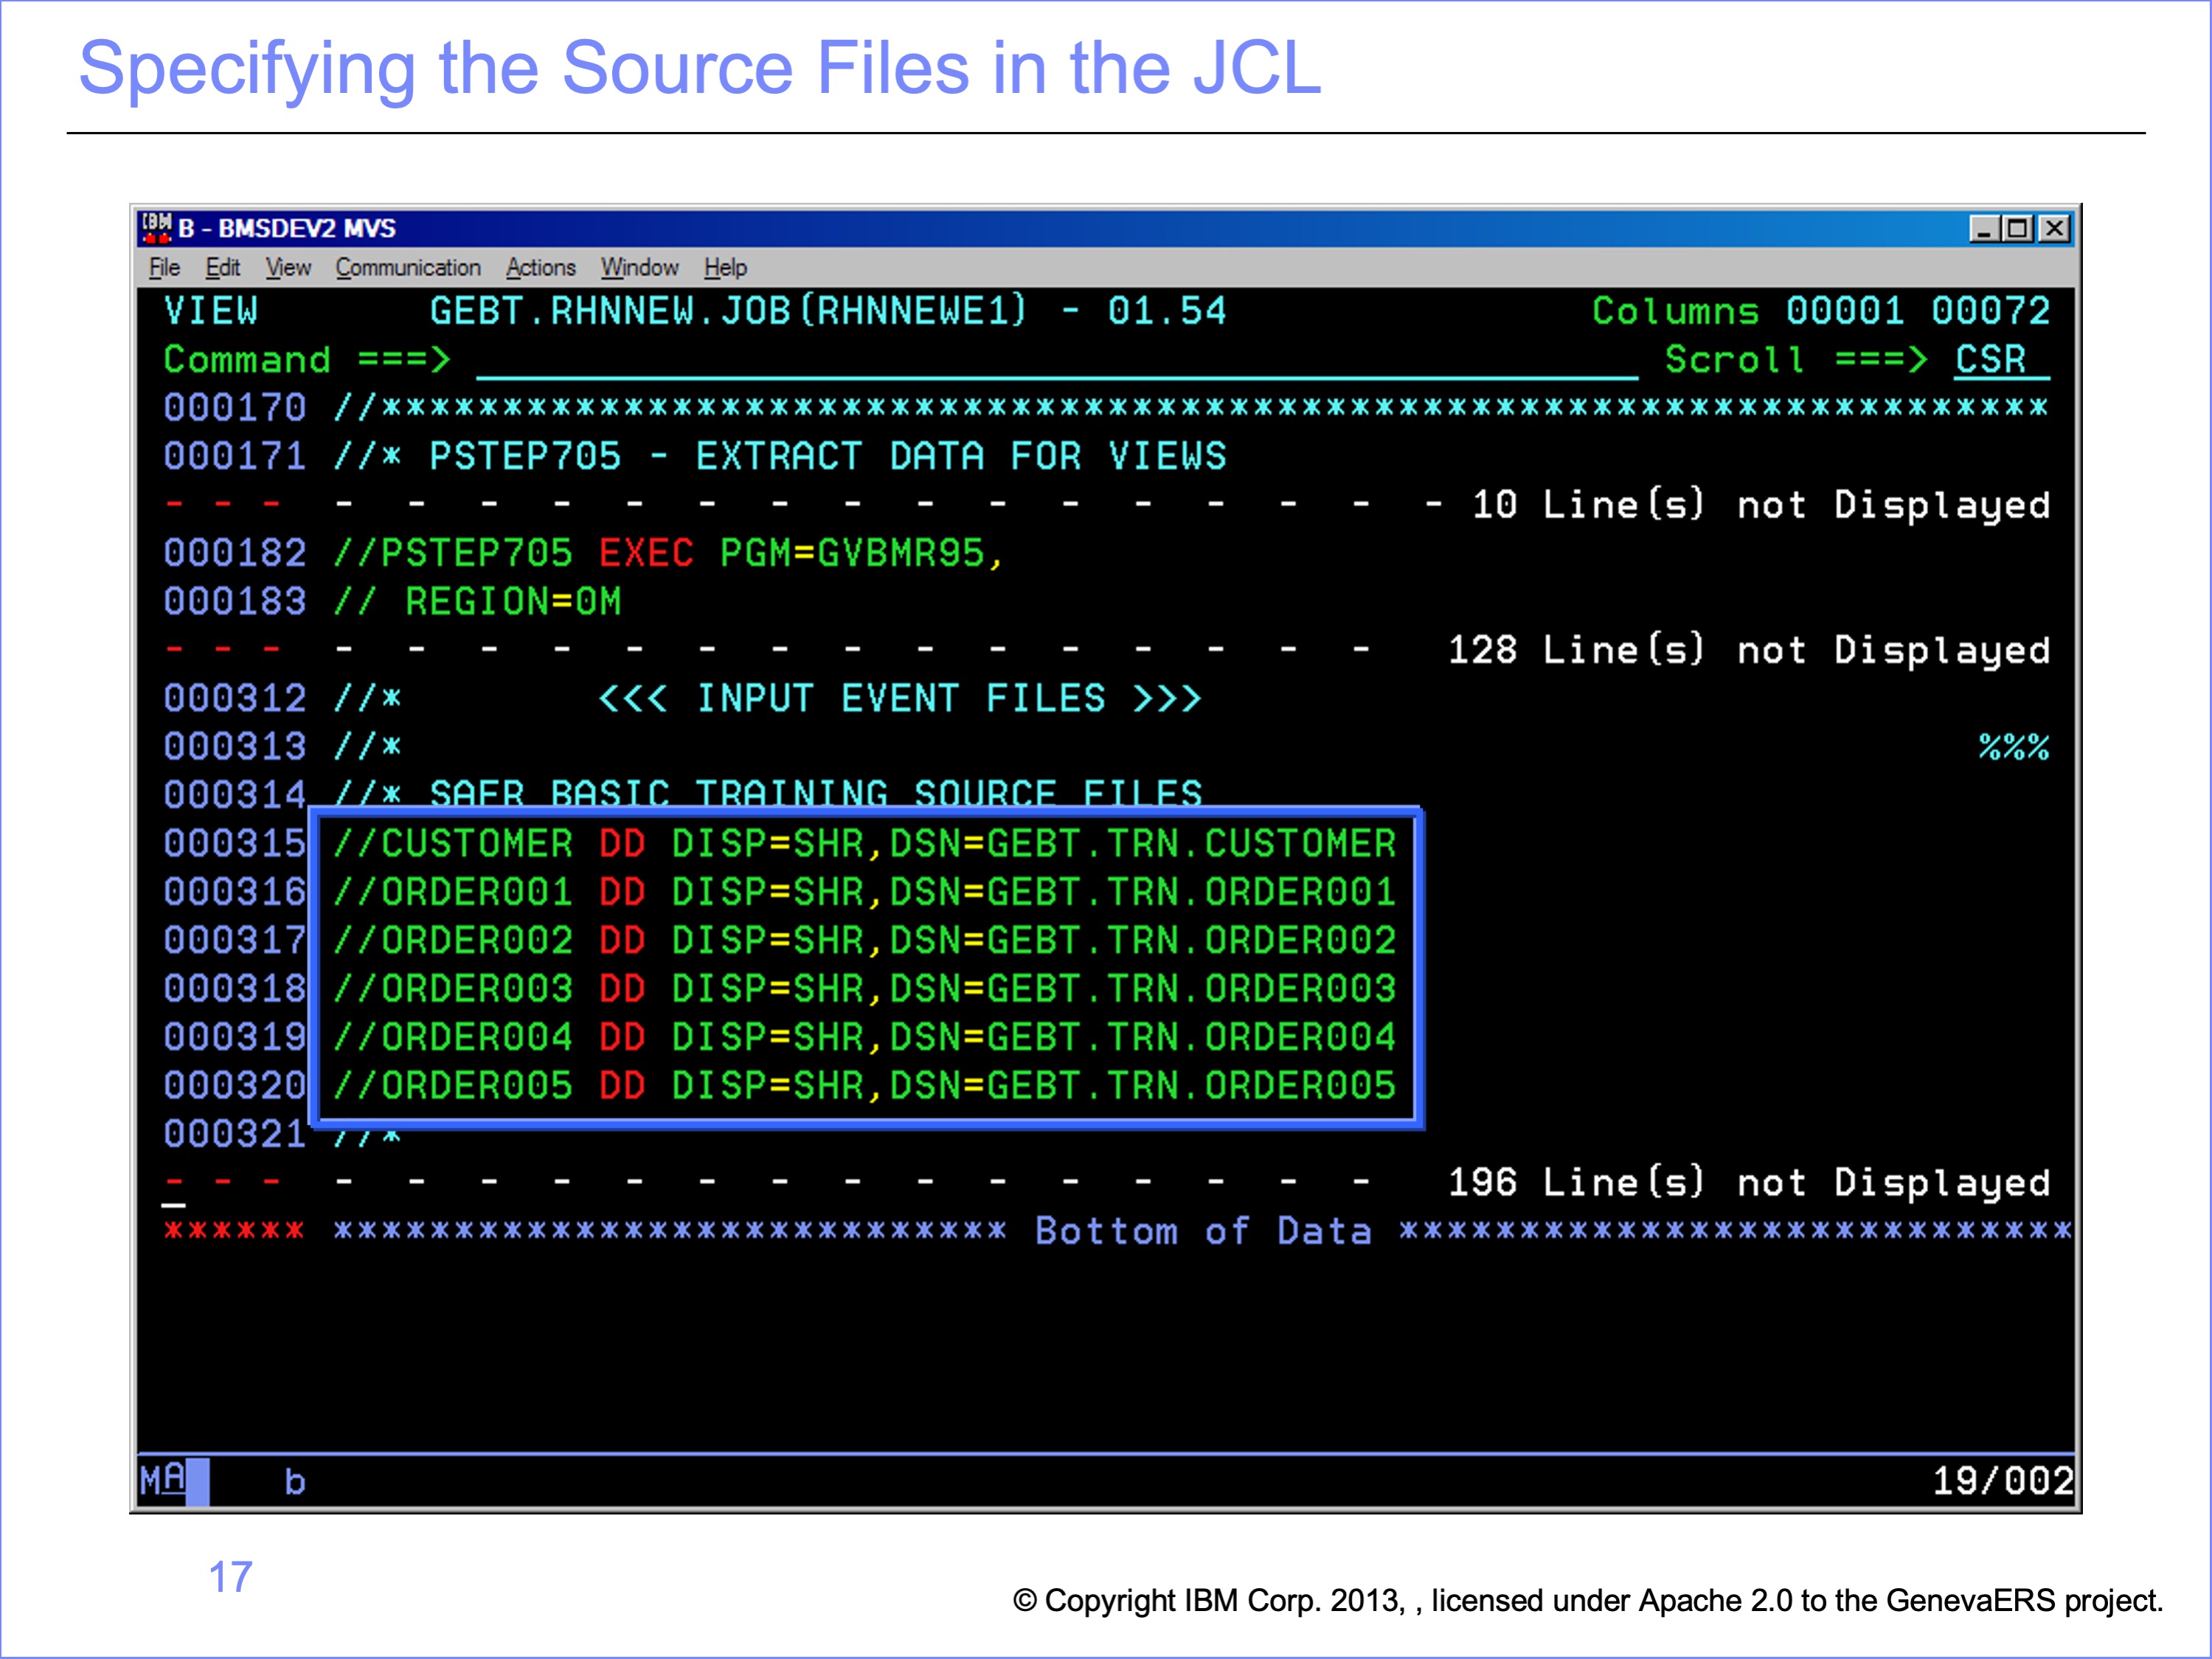 Specifying the Source Files in the JCL
B - BMSDEV2 MVS
File Edit View Communication Actions Window Help
VIEW GEBT.RHNNEW.JOB(RHNNEWE1) - 01.54 Columns 00001 00072
Command ===> Scroll ===> CSR
000170 //***********************************************************************
000171 //* PSTEP705 - EXTRACT DATA FOR VIEWS
- - - - - - - - - - - - - - - - - - - 10 Line(s) not Displayed
000182 //PSTEP705 EXEC PGM=GVBMR95,
000183 // REGION=0M
- - - - - - - - - - - - - - - - - - 128 Line(s) not Displayed
000312 //* <<< INPUT EVENT FILES >>>
000313 //* %%%
000314 //* SAFR BASIC TRAINING SOURCE FILES
000315 //CUSTOMER DD DISP=SHR,DSN=GEBT.TRN.CUSTOMER
000316 //ORDER001 DD DISP=SHR,DSN=GEBT.TRN.ORDER001
000317 //ORDER002 DD DISP=SHR,DSN=GEBT.TRN.ORDER002
000318 //ORDER003 DD DISP=SHR,DSN=GEBT.TRN.ORDER003
000319 //ORDER004 DD DISP=SHR,DSN=GEBT.TRN.ORDER004
000320 //ORDER005 DD DISP=SHR,DSN=GEBT.TRN.ORDER005
000321 //*
- - - - - - - - - - - - - - - - - - 196 Line(s) not Displayed
****** **************************** Bottom of Data ****************************
MA b 19/002
17
© Copyright IBM Corp. 2013, , licensed under Apache 2.0 to the GenevaERS project.